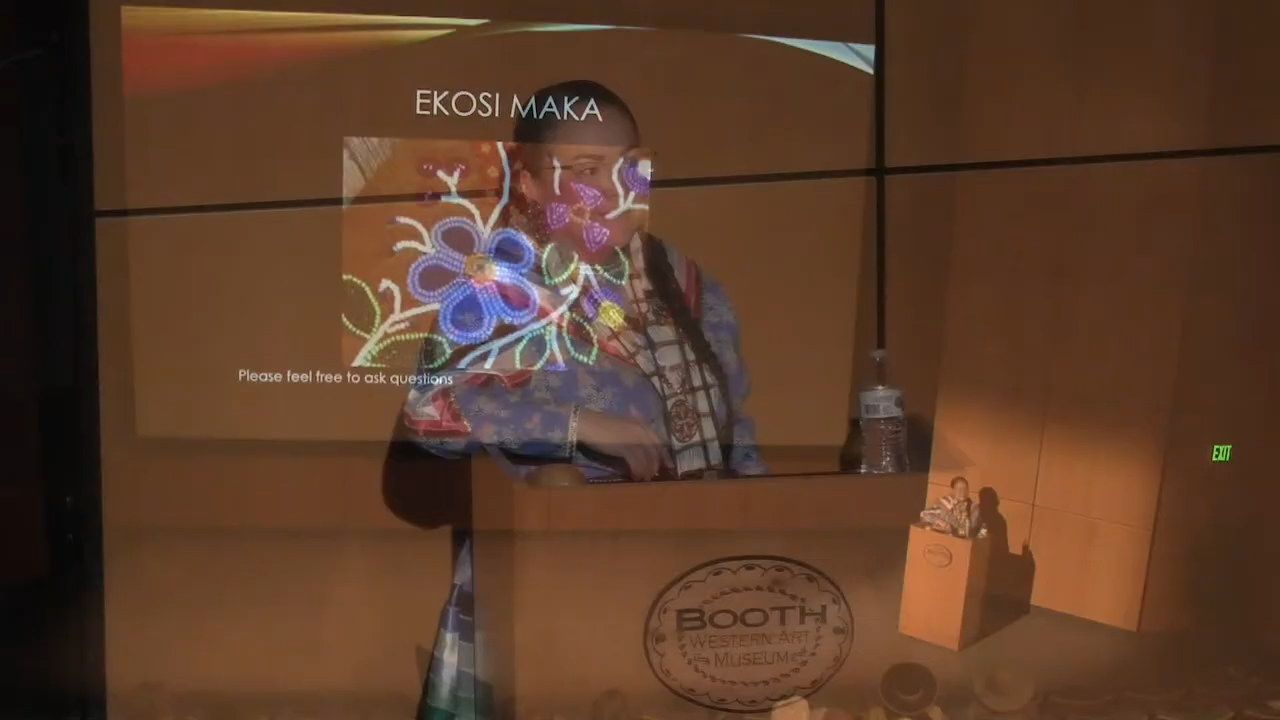 EKOSI MAKA
Please feel free to ask questions
EXIT
BOOTH
WESTERN ART
MUSEUM